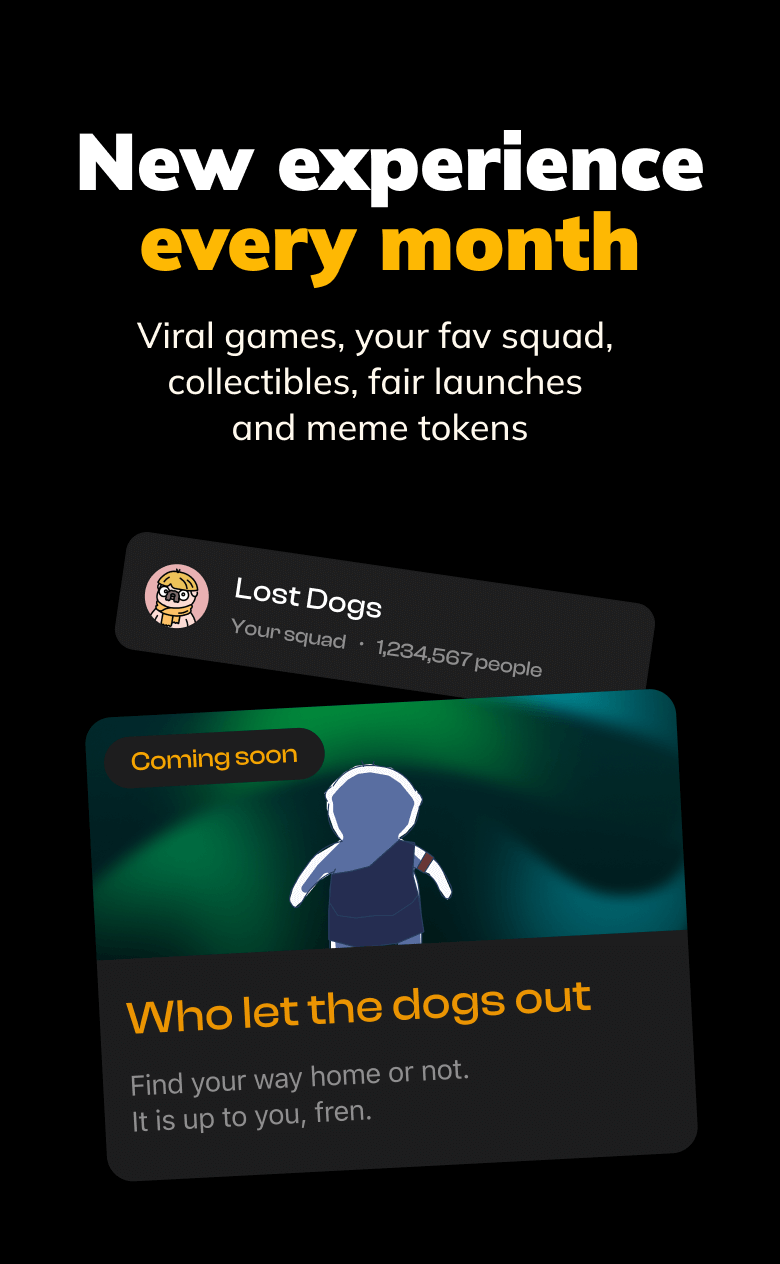 New experience
every month
Viral games, your fav squad,
collectibles, fair launches
and meme tokens
Lost Dogs
Your squad · 1,234,567 people
Coming soon
Who let the dogs out
Find your way home or not.
It is up to you, fren.